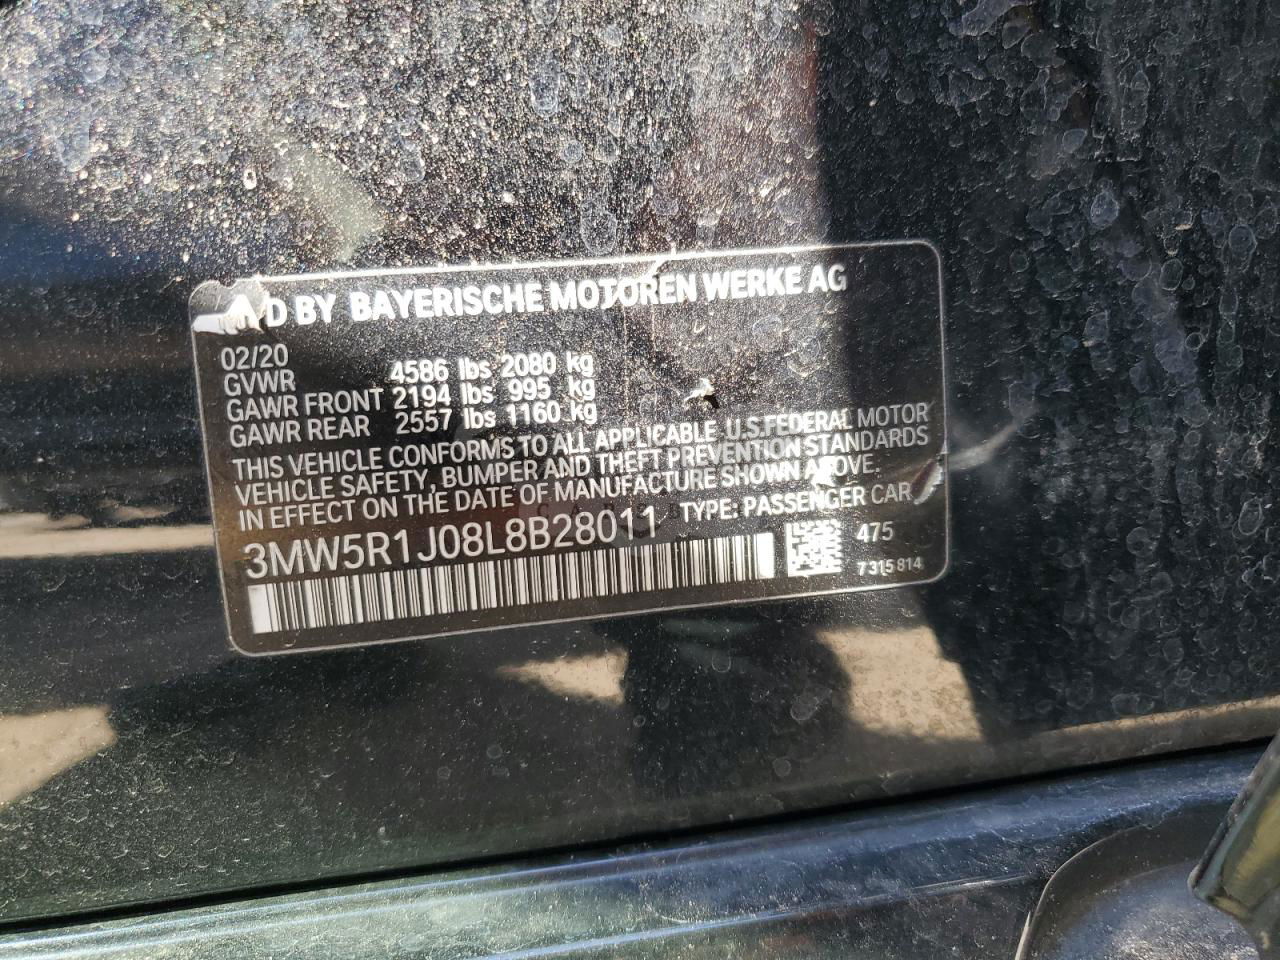 D BY BAYERISCHE MOTOREN WERKE AG
02/20
GVWR 4586 lbs 2080 kg
GAWR FRONT 2194 lbs 995 kg
GAWR REAR 2557 lbs 1160 kg
THIS VEHICLE CONFORMS TO ALL APPLICABLE U.S.FEDERAL MOTOR
VEHICLE SAFETY, BUMPER AND THEFT PREVENTION STANDARDS
IN EFFECT ON THE DATE OF MANUFACTURE SHOWN ABOVE.
3MW5R1J08L8B28011 TYPE: PASSENGER CAR
475
7315814